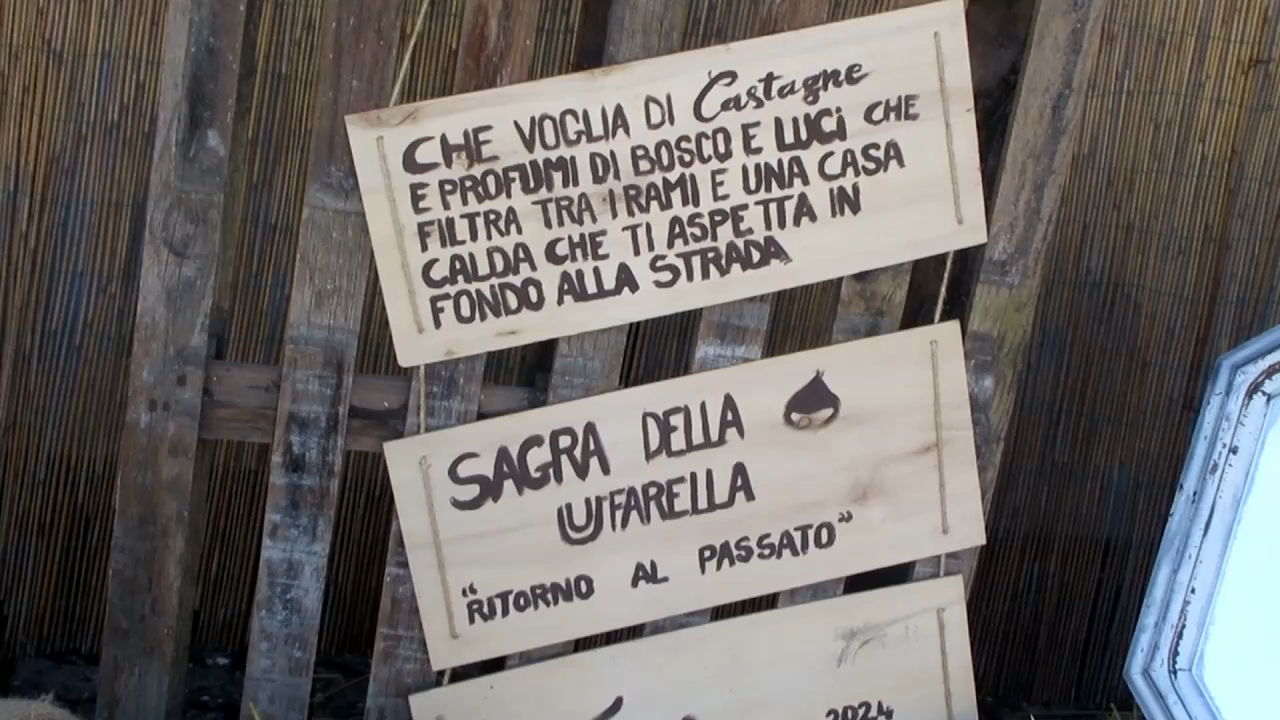 CHE VOGLIA DI Castagne
E PROFUMI DI BOSCO E LUCi CHE
FILTRA TRA I RAMI E UNA CASA
CALDA CHE TI ASPETTA IN
FONDO ALLA STRADA
SAGRA DELLA
UFARELLA
"RITORNO AL PASSATO"
2024